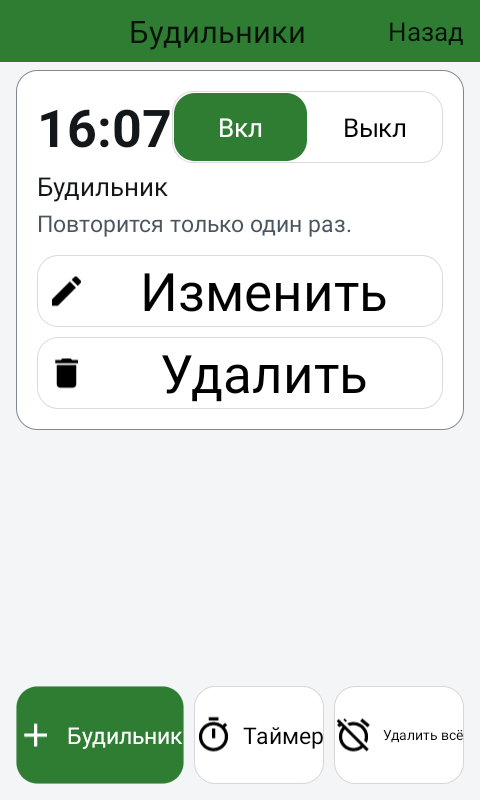 Будильники
Назад
16:07
Вкл
Выкл
Будильник
Повторится только один раз.
Изменить
Удалить
Будильник
Таймер
Удалить всё